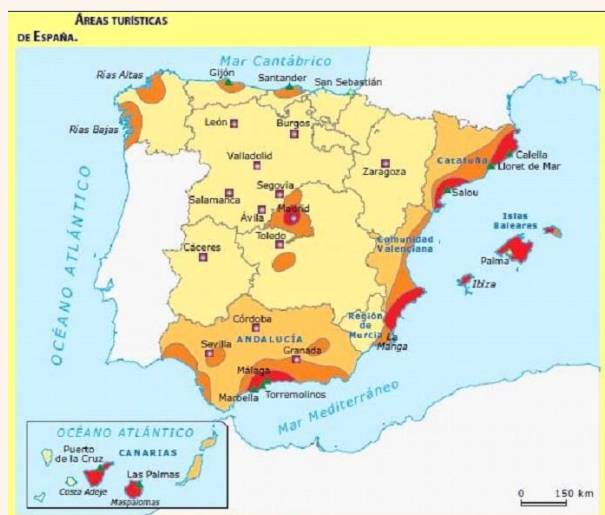 ÁREAS TURÍSTICAS
DE ESPAÑA.
Mar Cantábrico
Rías Altas
Gijón
Santander
San Sebastián
Rías Bajas
León
Burgos
Valladolid
Zaragoza
Cataluña
Calella
Lloret de Mar
Salou
Segovia
Salamanca
Ávila
Madrid
Toledo
Cáceres
Comunidad
Valenciana
Islas
Baleares
Palma
Ibiza
OCÉANO ATLÁNTICO
Córdoba
ANDALUCÍA
Sevilla
Granada
Región
de
Murcia
La
Manga
Málaga
Marbella
Torremolinos
Mar Mediterráneo
OCÉANO ATLÁNTICO
CANARIAS
Puerto
de la Cruz
Costa Adeje
Las Palmas
Maspalomas
0 150 km